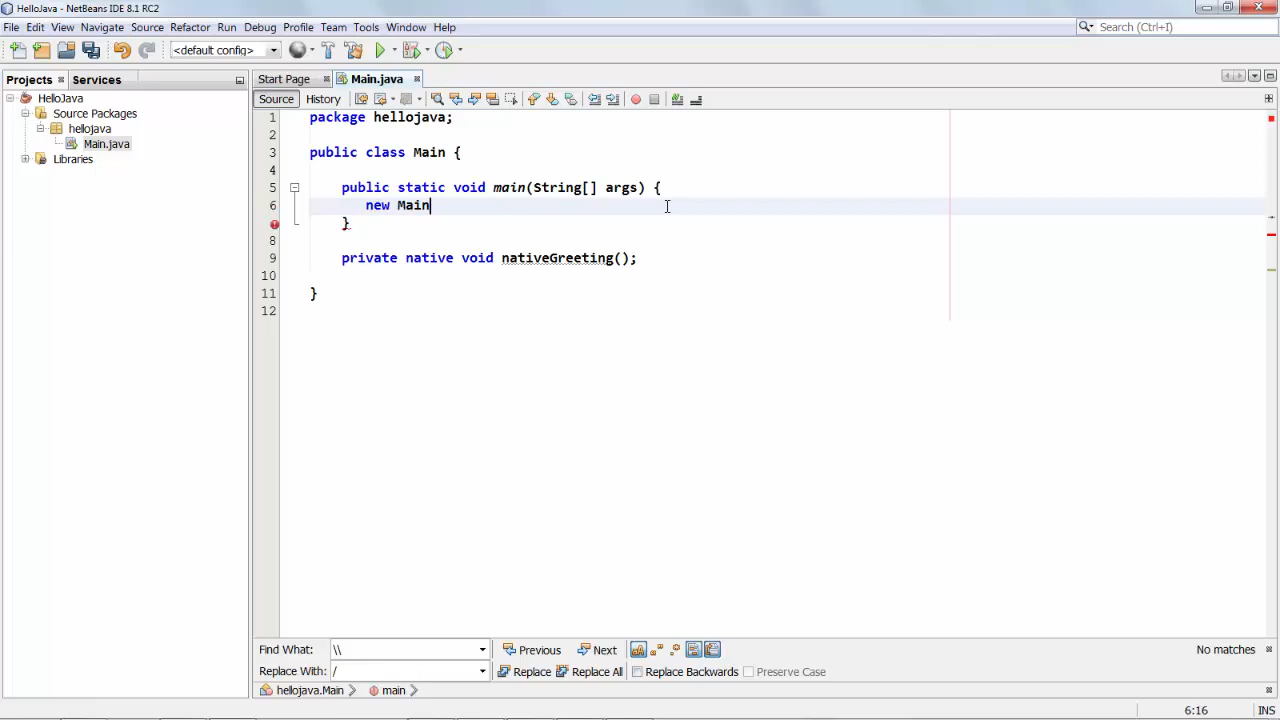 HelloJava - NetBeans IDE 8.1 RC2
File Edit View Navigate Source Refactor Run Debug Profile Team Tools Window Help
Search (Ctrl+I)
<default config>
Projects Services
Start Page Main.java
HelloJava
Source Packages
hellojava
Main.java
Libraries
Source History
1 package hellojava;
2
3 public class Main {
4
5 public static void main(String[] args) {
6 new Main
}
8
9 private native void nativeGreeting();
10
11 }
12
Find What: \\ Previous Next No matches
Replace With: / Replace Replace All Replace Backwards Preserve Case
hellojava.Main main
6:16 INS